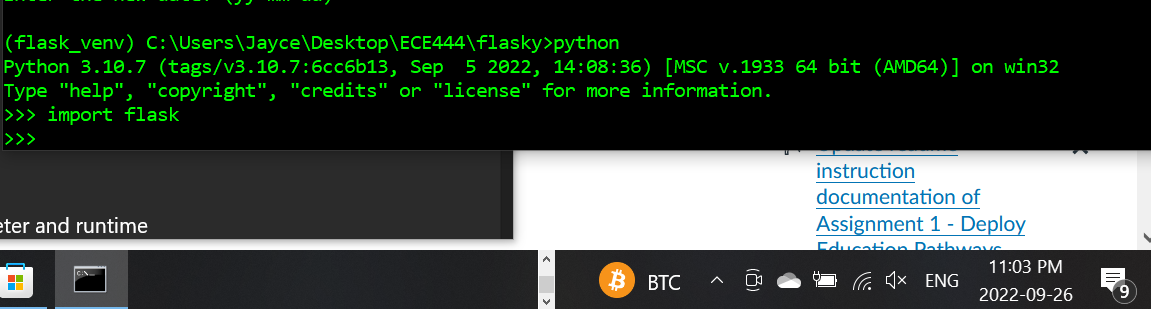 (flask_venv) C:\Users\Jayce\Desktop\ECE444\flasky>python
Python 3.10.7 (tags/v3.10.7:6cc6b13, Sep  5 2022, 14:08:36) [MSC v.1933 64 bit (AMD64)] on win32
Type "help", "copyright", "credits" or "license" for more information.
>>> import flask
>>>
instruction
documentation of
Assignment 1 - Deploy
Education Pathways
eter and runtime
BTC
ENG
11:03 PM
2022-09-26
9